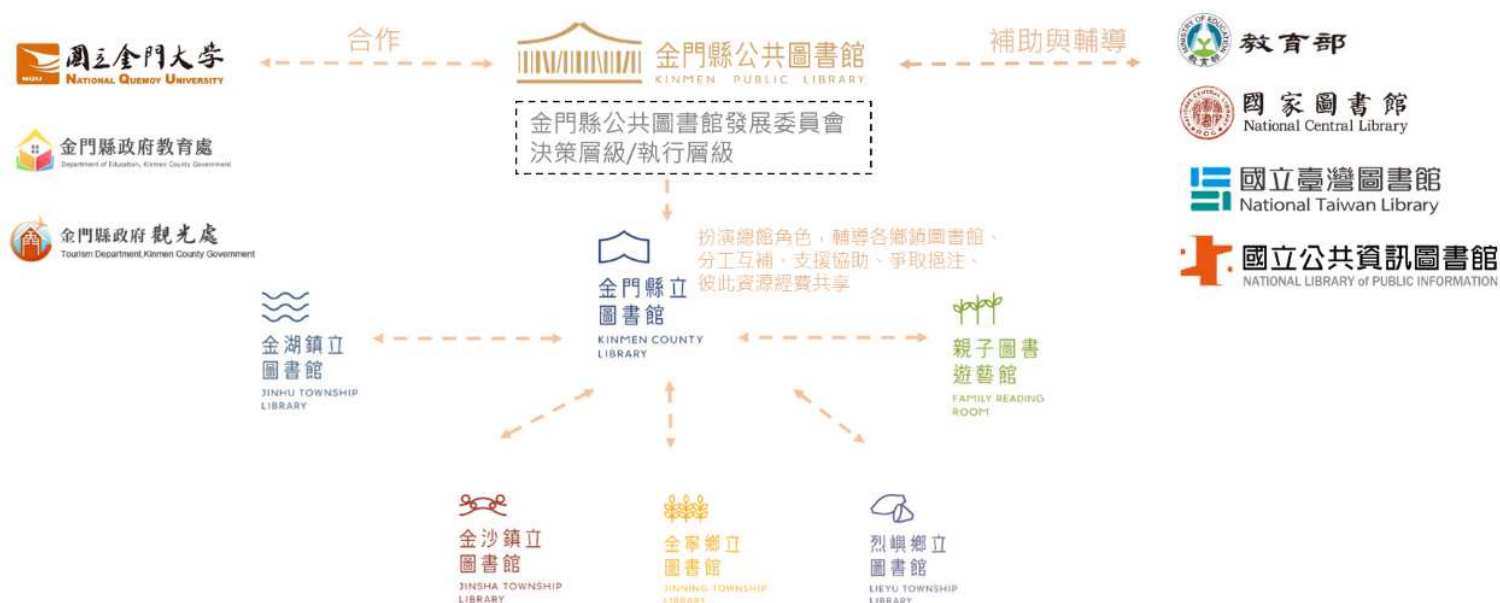 國立金門大學
NQU
NATIONAL QUEMOY UNIVERSITY
合作
金門縣公共圖書館
KINMEN PUBLIC LIBRARY
補助與輔導
MINISTRY OF EDUCATION
教育部
教育部
金門縣政府教育處
Department of Education, Kinmen County Government
金門縣公共圖書館發展委員會
決策層級/執行層級
國家圖書館
National Central Library
國立臺灣圖書館
National Taiwan Library
金門縣政府觀光處
Tourism Department,Kinmen County Government
國立公共資訊圖書館
NATIONAL LIBRARY of PUBLIC INFORMATION
扮演總館角色，輔導各鄉鎮圖書館、
分工互補、支援協助、爭取挹注、
彼此資源經費共享
金門縣立
圖書館
KINMEN COUNTY
LIBRARY
金湖鎮立
圖書館
JINHU TOWNSHIP
LIBRARY
親子圖書
遊藝館
FAMILY READING
ROOM
金沙鎮立
圖書館
JINSHA TOWNSHIP
LIBRARY
金寧鄉立
圖書館
JINNING TOWNSHIP
LIBRARY
烈嶼鄉立
圖書館
LIEYU TOWNSHIP
LIBRARY